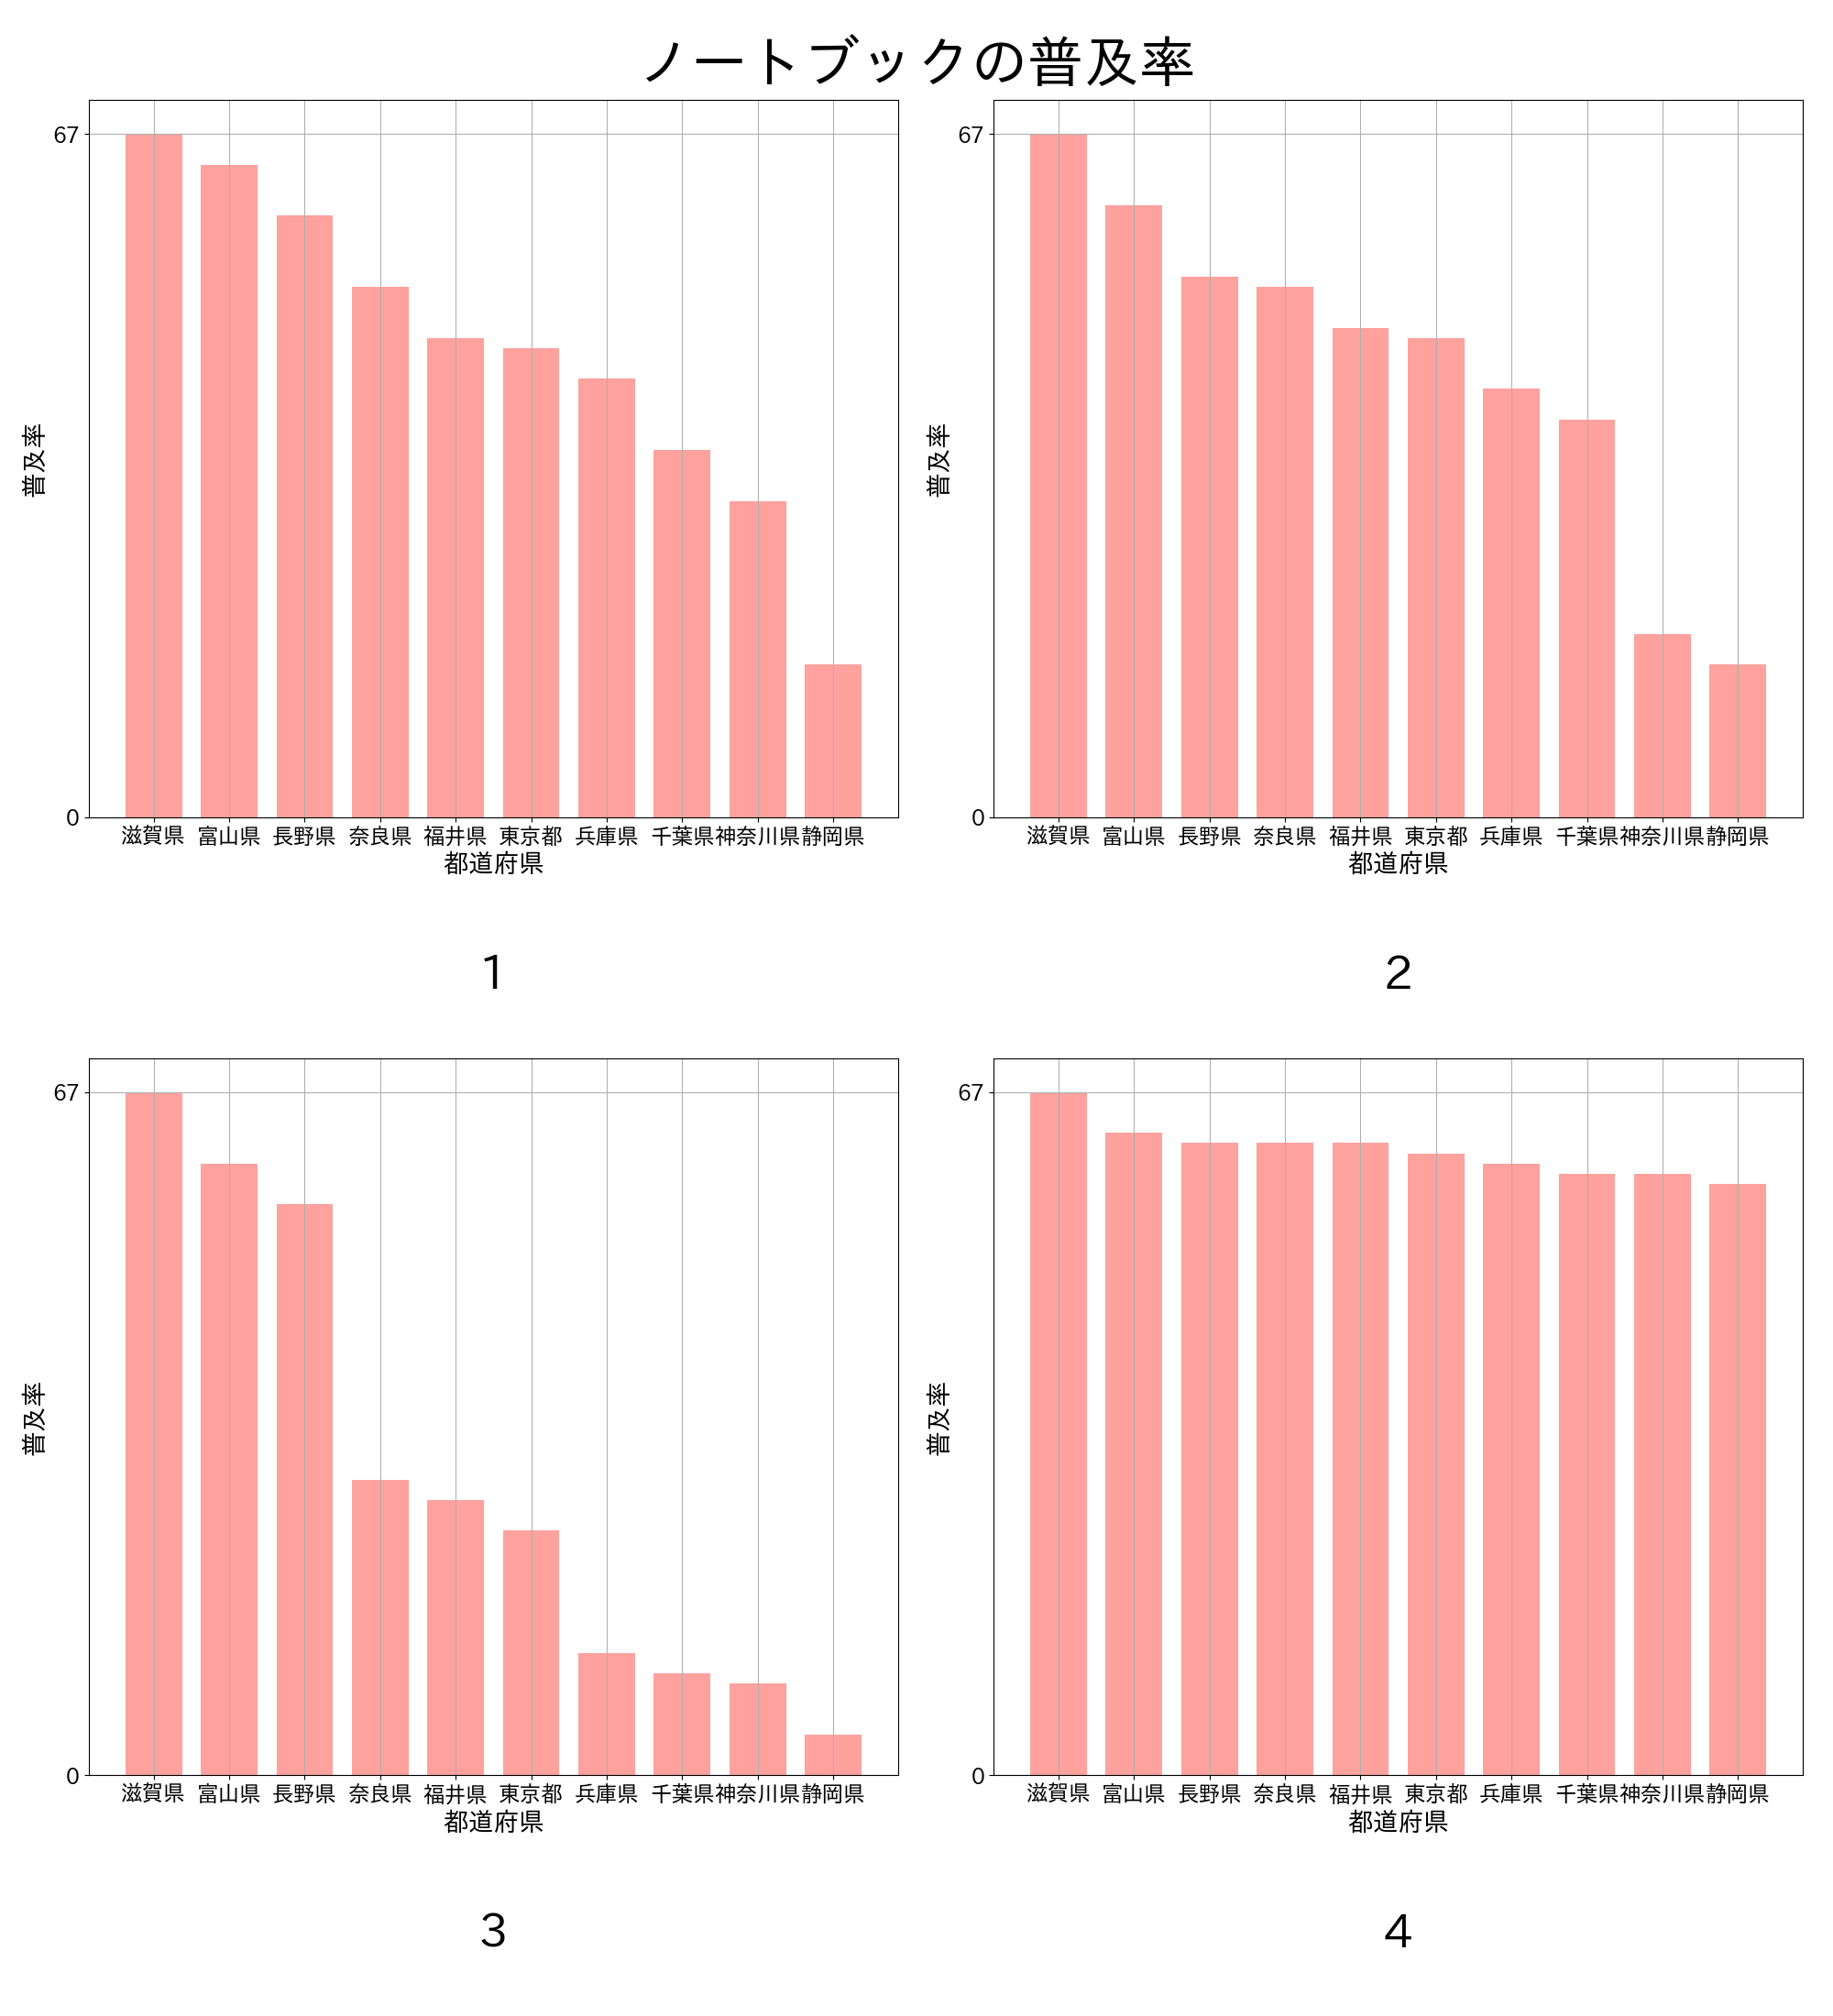 ノートブックの普及率
67
0
普及率
滋賀県 富山県 長野県 奈良県 福井県 東京都 兵庫県 千葉県 神奈川県 静岡県
都道府県
1
67
0
普及率
滋賀県 富山県 長野県 奈良県 福井県 東京都 兵庫県 千葉県 神奈川県 静岡県
都道府県
2
67
0
普及率
滋賀県 富山県 長野県 奈良県 福井県 東京都 兵庫県 千葉県 神奈川県 静岡県
都道府県
3
67
0
普及率
滋賀県 富山県 長野県 奈良県 福井県 東京都 兵庫県 千葉県 神奈川県 静岡県
都道府県
4